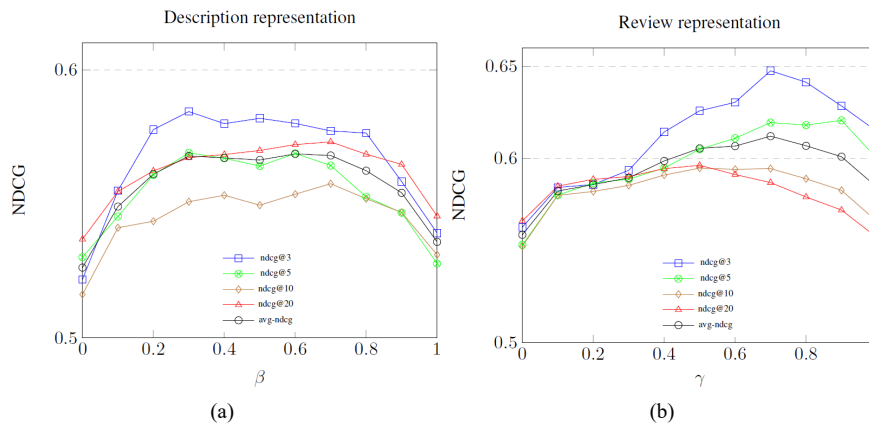 Description representation
0.6
0.5
NDCG
ndcg@3
ndcg@5
ndcg@10
ndcg@20
avg-ndcg
0 0.2 0.4 0.6 0.8 1
β
(a)
Review representation
0.65
0.6
0.5
NDCG
ndcg@3
ndcg@5
ndcg@10
ndcg@20
avg-ndcg
0 0.2 0.4 0.6 0.8
γ
(b)